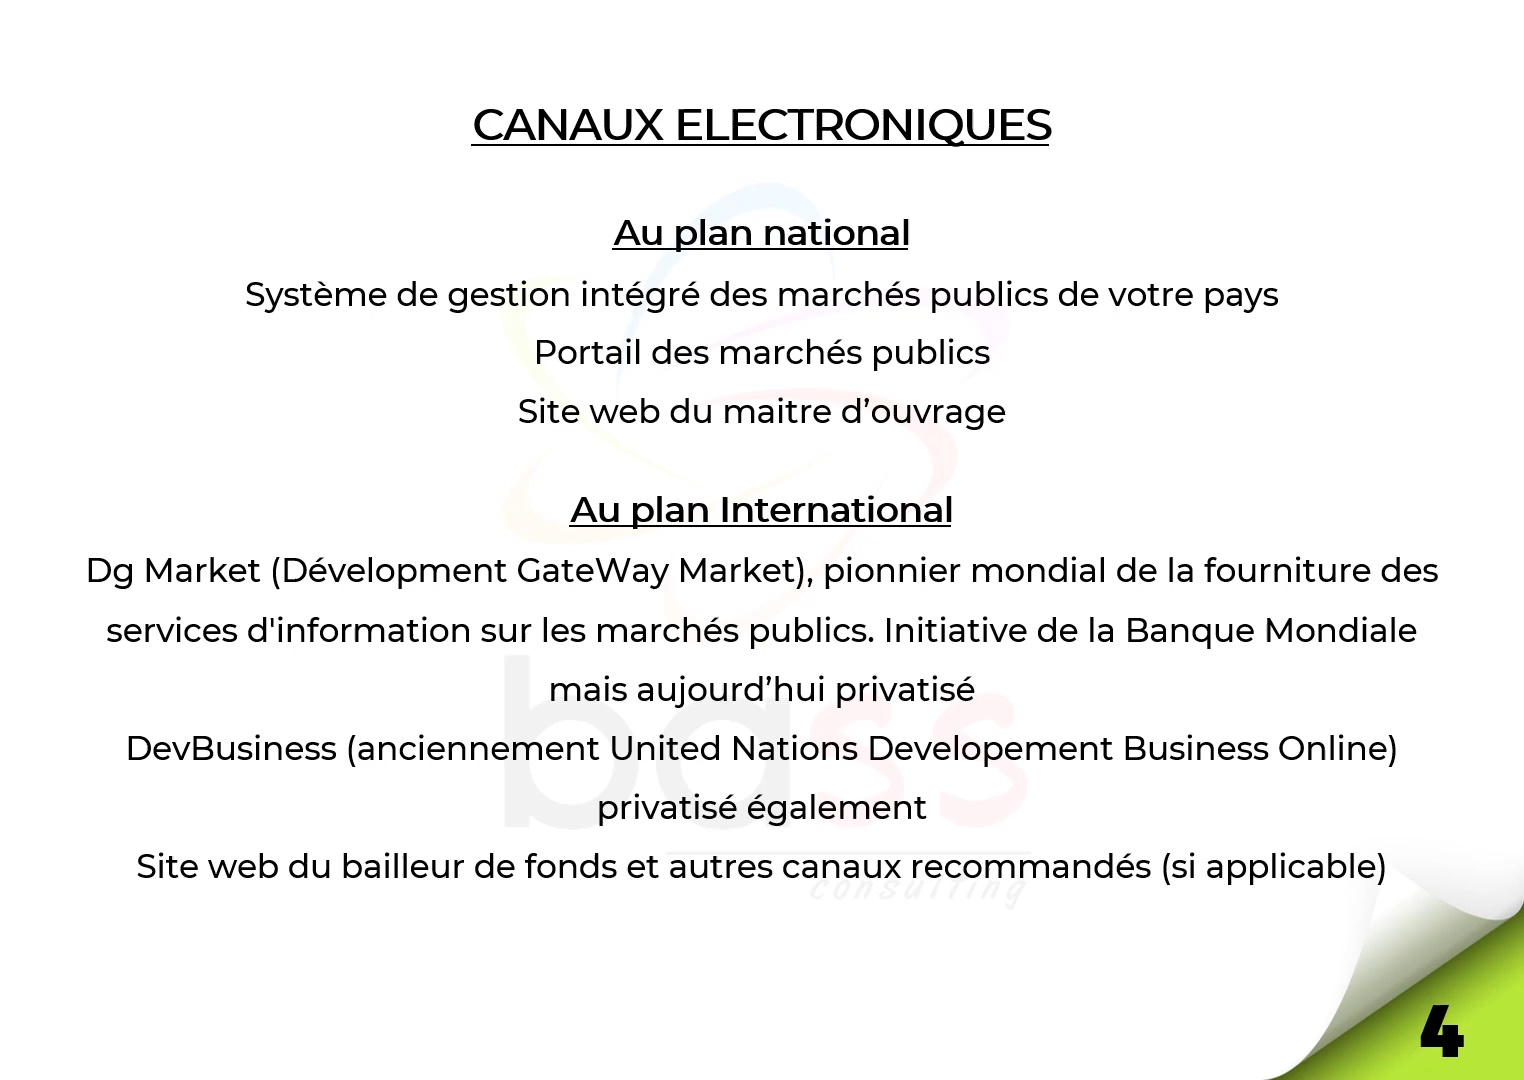 CANAUX ELECTRONIQUES
Au plan national
Système de gestion intégré des marchés publics de votre pays
Portail des marchés publics
Site web du maitre d’ouvrage
Au plan International
Dg Market (Dévelopment GateWay Market), pionnier mondial de la fourniture des
services d'information sur les marchés publics. Initiative de la Banque Mondiale
mais aujourd’hui privatisé
DevBusiness (anciennement United Nations Developement Business Online)
privatisé également
Site web du bailleur de fonds et autres canaux recommandés (si applicable)
bass
consulting
4